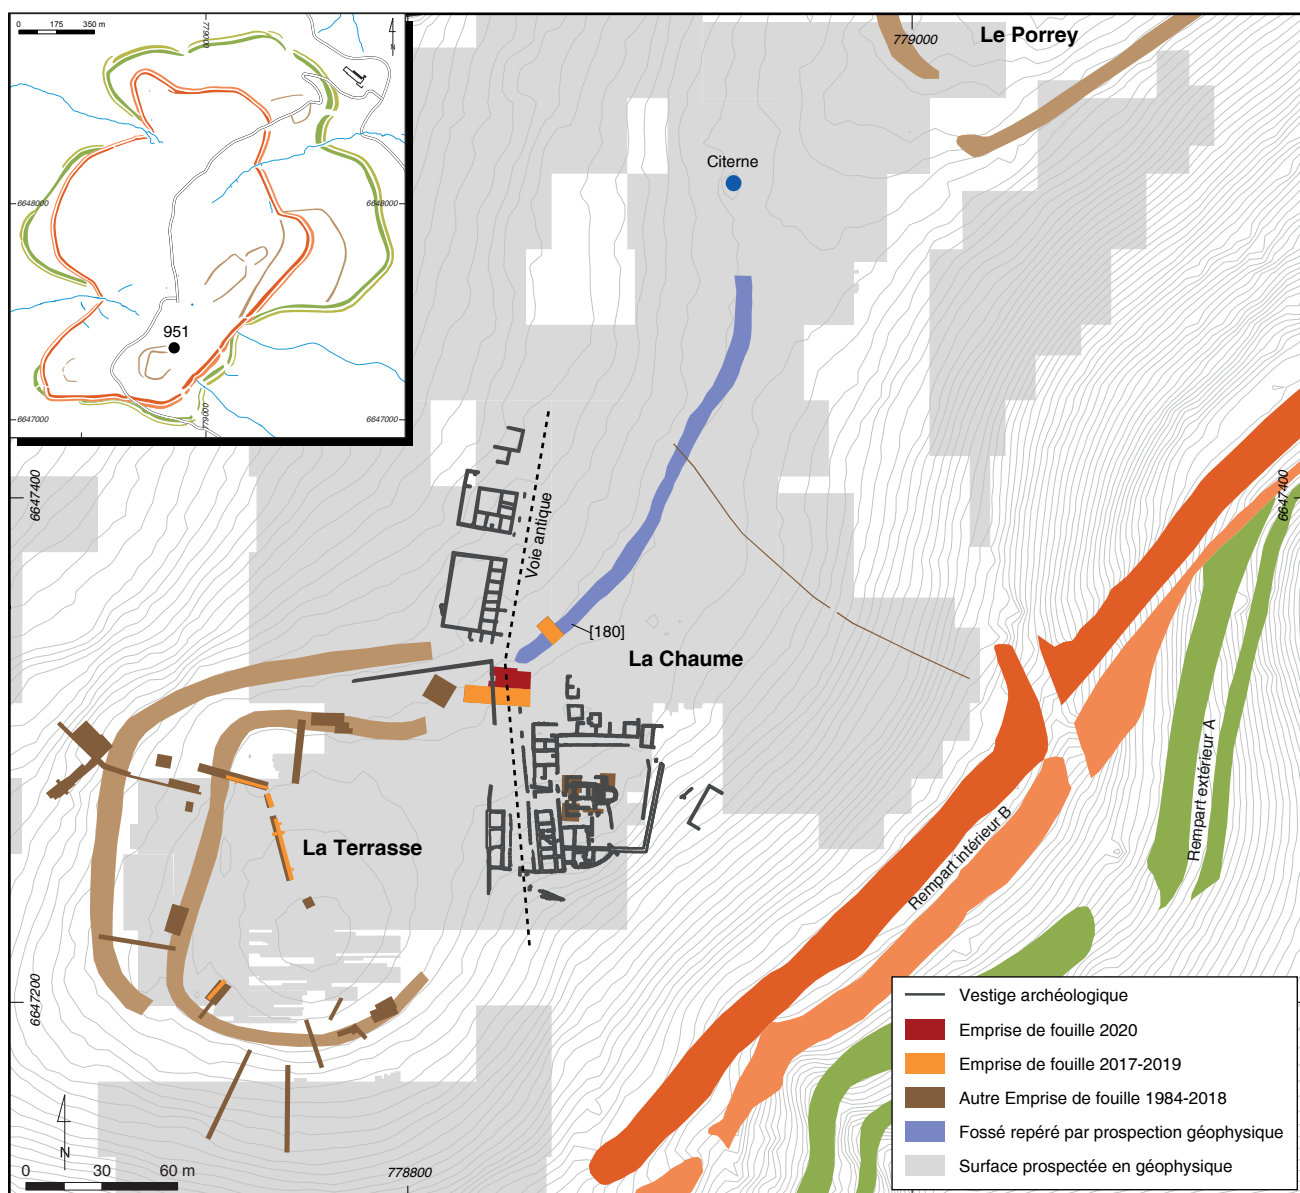 0 175 350 m
779000
N
6648000
6648000
951
6647000
779000
6647000
779000
Le Porrey
Citerne
6647400
6647400
Voie antique
[180]
La Chaume
La Terrasse
Rempart intérieur B
Rempart extérieur A
6647200
N
0 30 60 m
778800
Vestige archéologique
Emprise de fouille 2020
Emprise de fouille 2017-2019
Autre Emprise de fouille 1984-2018
Fossé repéré par prospection géophysique
Surface prospectée en géophysique